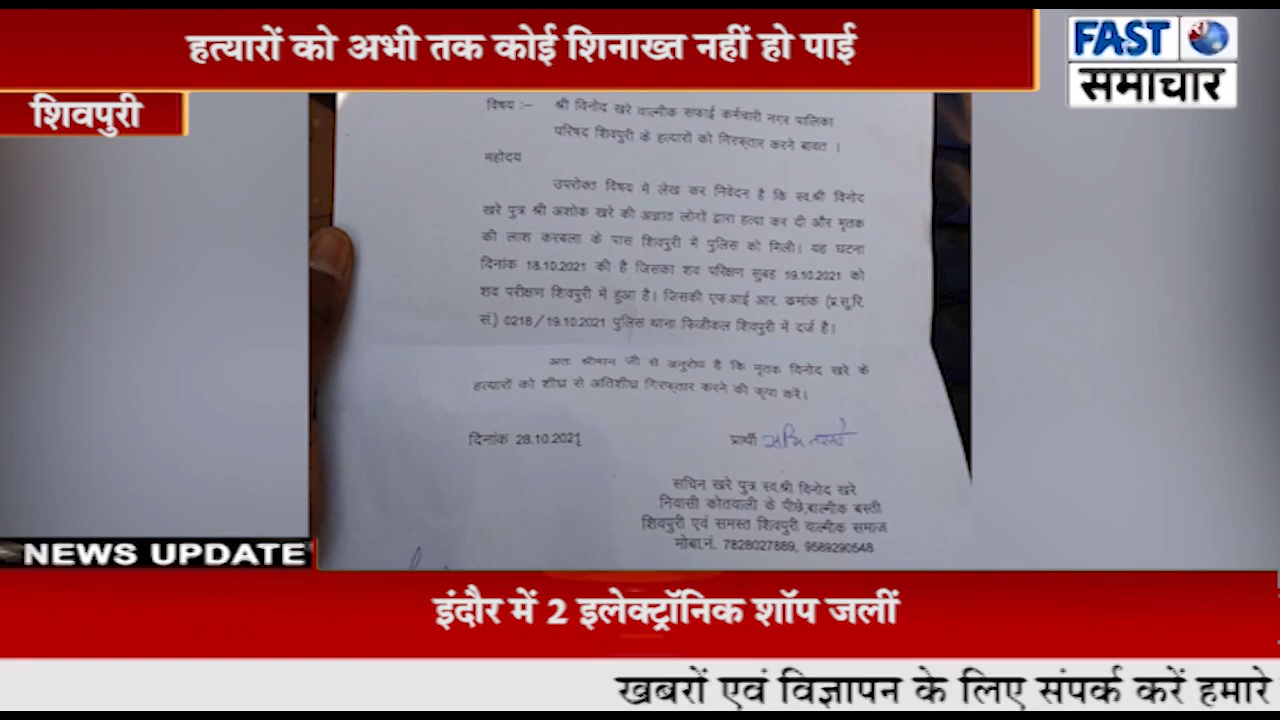 हत्यारों को अभी तक कोई शिनाख्त नहीं हो पाई
FAST
समाचार
शिवपुरी
विषय :– श्री विनोद खरे वाल्मीक सफाई कर्मचारी नगर पालिका
परिषद शिवपुरी के हत्यारों को गिरफ्तार करने बावत ।
महोदय
उपरोक्त विषय में लेख कर निवेदन है कि स्व.श्री विनोद
खरे पुत्र श्री अशोक खरे की अज्ञात लोगों द्वारा हत्या कर दी और मृतक
की लाश करबला के पास शिवपुरी में पुलिस को मिली। यह घटना
दिनांक 18.10.2021 की है जिसका शव परिक्षण सुबह 19.10.2021 को
शव परीक्षण शिवपुरी में हुआ है। जिसकी एफ.आई आर. क्रमांक (प्र.सू.रि.
सं.) 0218/19.10.2021 पुलिस थाना फिजीकल शिवपुरी में दर्ज है।
अतः श्रीमान जी से अनुरोध है कि मृतक विनोद खरे के
हत्यारों को शीघ्र से अतिशीघ्र गिरफ्तार करने की कृपा करें।
दिनांक 28.10.2021 प्रार्थी
सचिन खरे पुत्र स्व.श्री विनोद खरे
निवासी कोतवाली के पीछे,बाल्मीक बस्ती
शिवपुरी एवं समस्त शिवपुरी वाल्मीक समाज
मोबा.नं. 7828027889, 9589290548
NEWS UPDATE
इंदौर में 2 इलेक्ट्रॉनिक शॉप जलीं
खबरों एवं विज्ञापन के लिए संपर्क करें हमारे